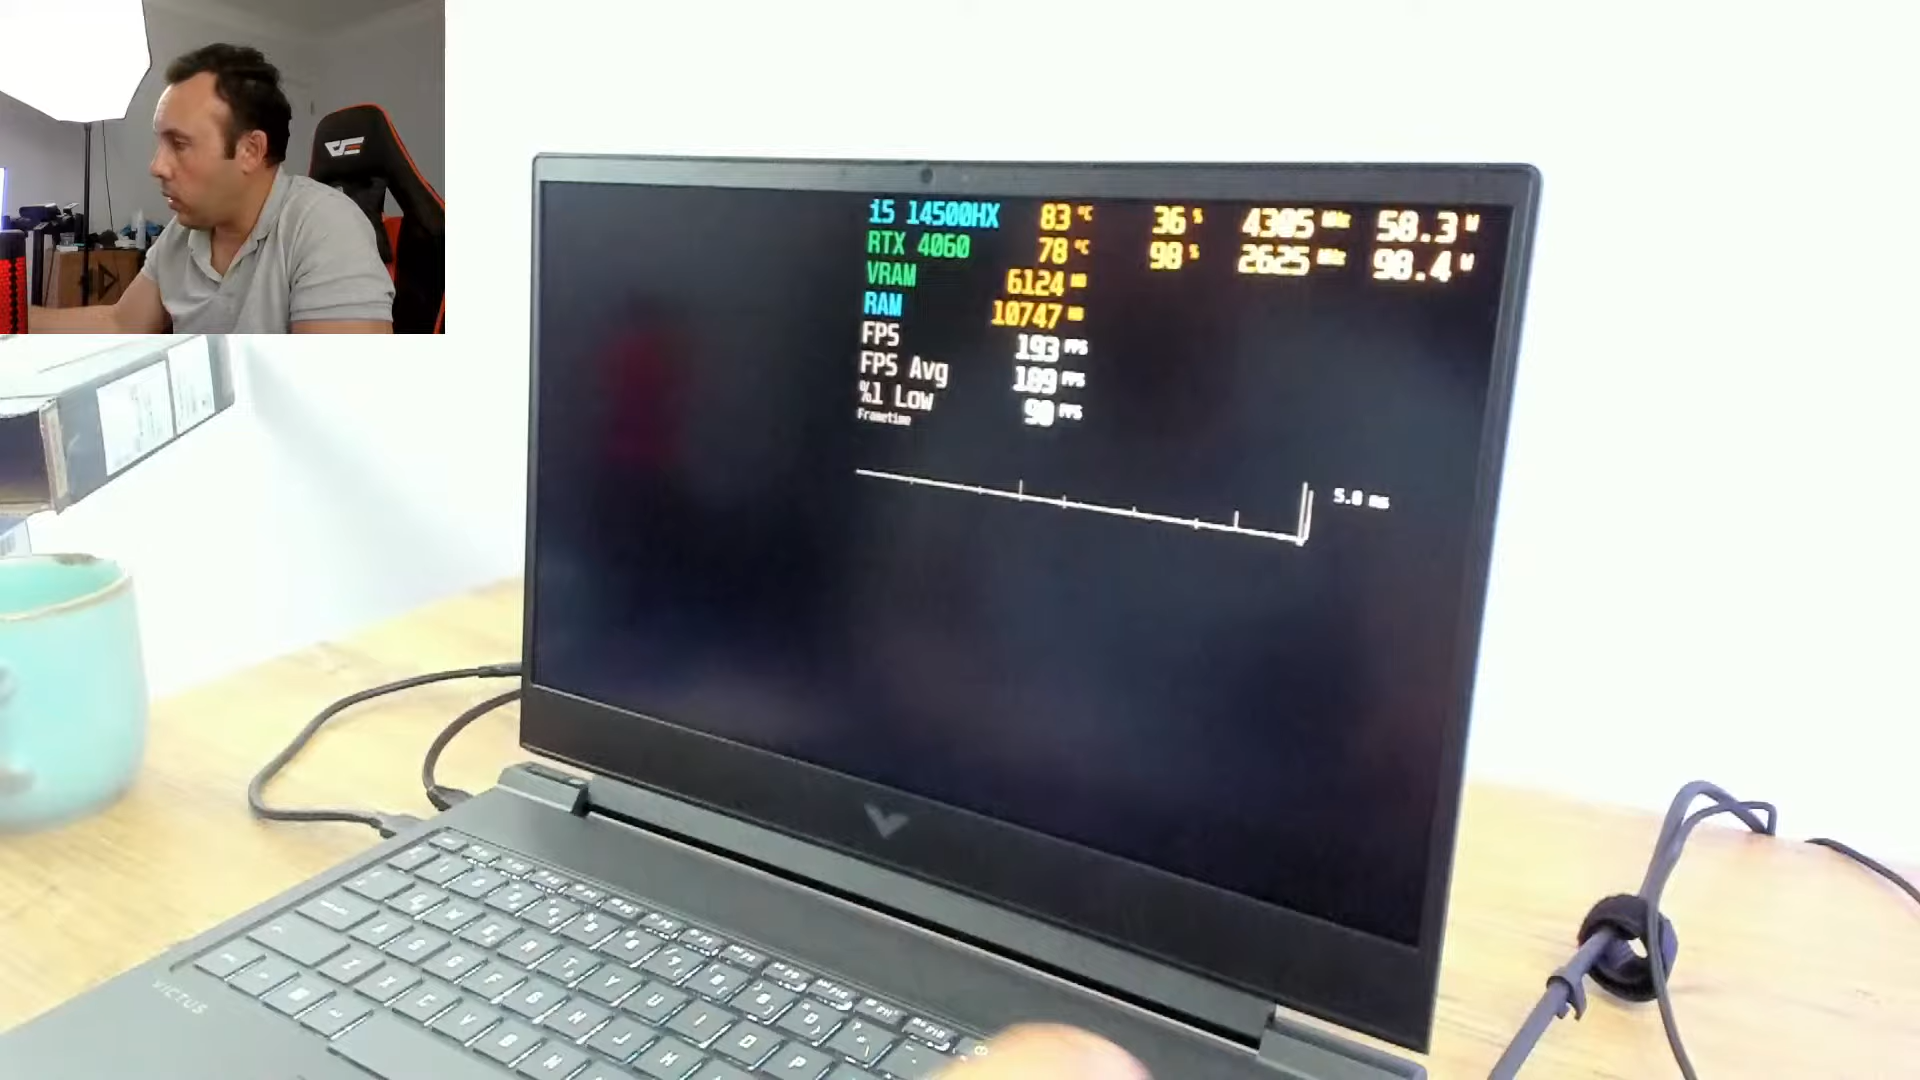 i5 14500HX 83 °C 36 % 4305 MHz 58.3 W
RTX 4060 78 °C 98 % 2625 MHz 98.4 W
VRAM 6124 MB
RAM 10747 MB
FPS 193 FPS
FPS Avg 189 FPS
%1 Low 90 FPS
Frametime
5.0 ms
VICTUS